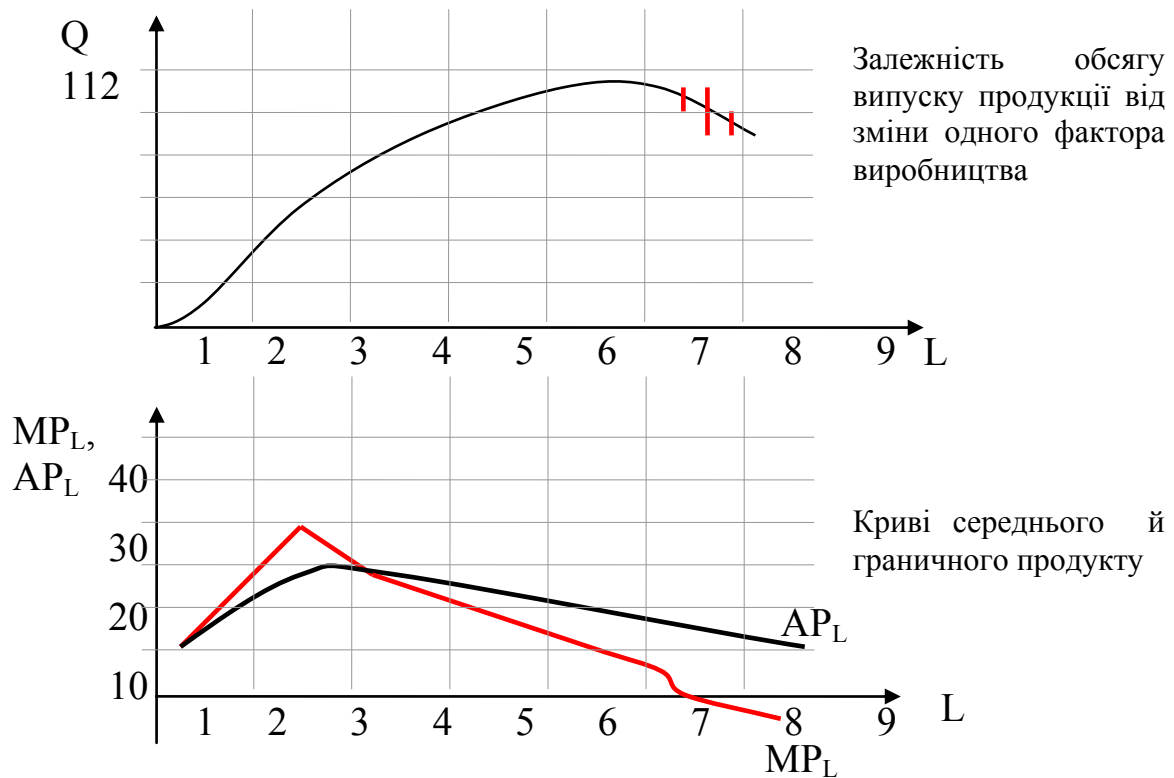 Q
112
Залежність обсягу
випуску продукції від
зміни одного фактора
виробництва
1 2 3 4 5 6 7 8 9 L
MPL,
APL 40
30
20
10
Криві середнього й
граничного продукту
APL
1 2 3 4 5 6 7 8 9 L
MPL